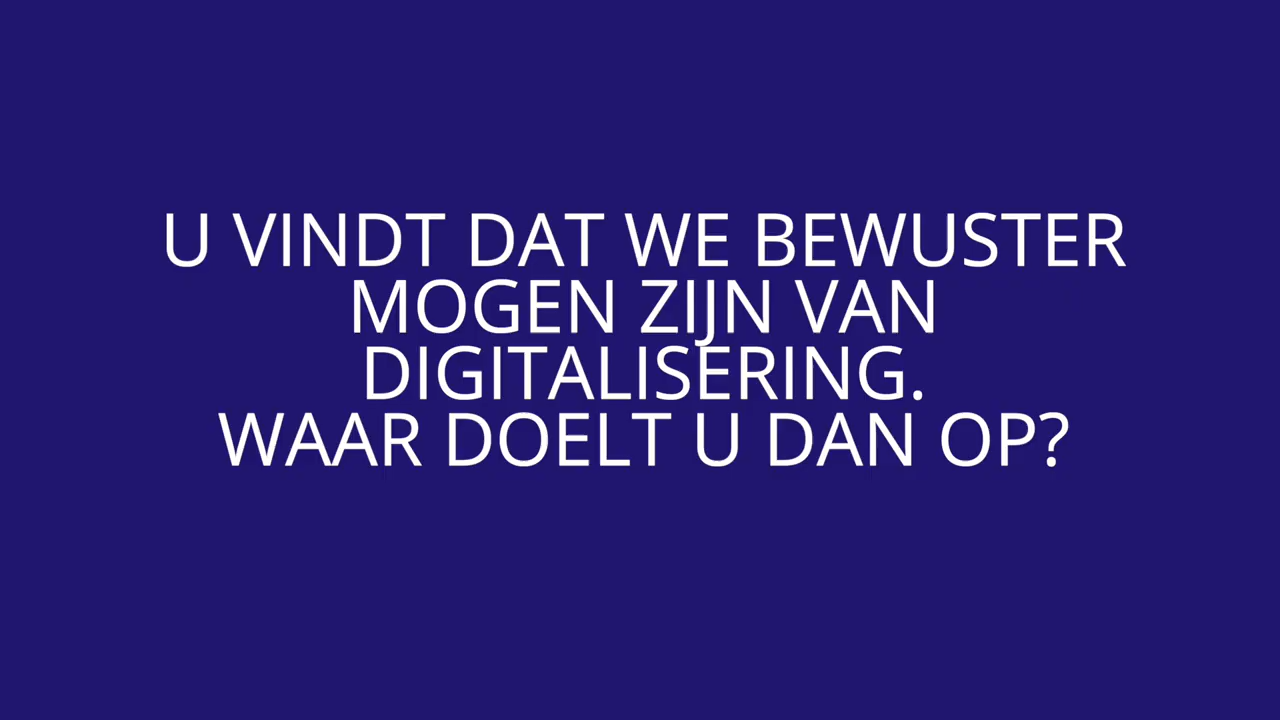 U VINDT DAT WE BEWUSTER
MOGEN ZIJN VAN
DIGITALISERING.
WAAR DOELT U DAN OP?